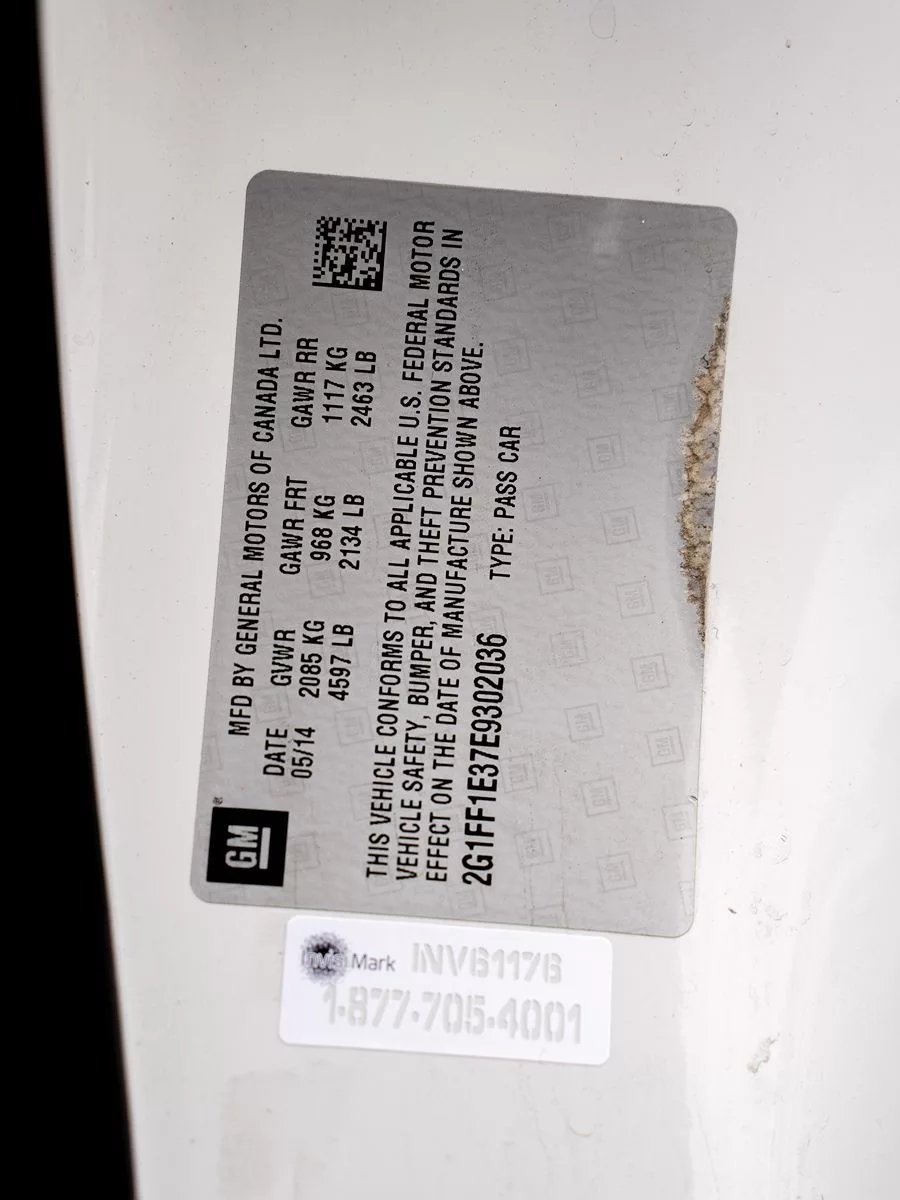 GM
MFD BY GENERAL MOTORS OF CANADA LTD.
DATE GVWR GAWR FRT GAWR RR
05/14 2085 KG 968 KG 1117 KG
4597 LB 2134 LB 2463 LB
THIS VEHICLE CONFORMS TO ALL APPLICABLE U.S. FEDERAL MOTOR
VEHICLE SAFETY, BUMPER, AND THEFT PREVENTION STANDARDS IN
EFFECT ON THE DATE OF MANUFACTURE SHOWN ABOVE.
2G1FF1E37E9302036 TYPE: PASS CAR
InvisiMark INV61176
1-877-705-4001